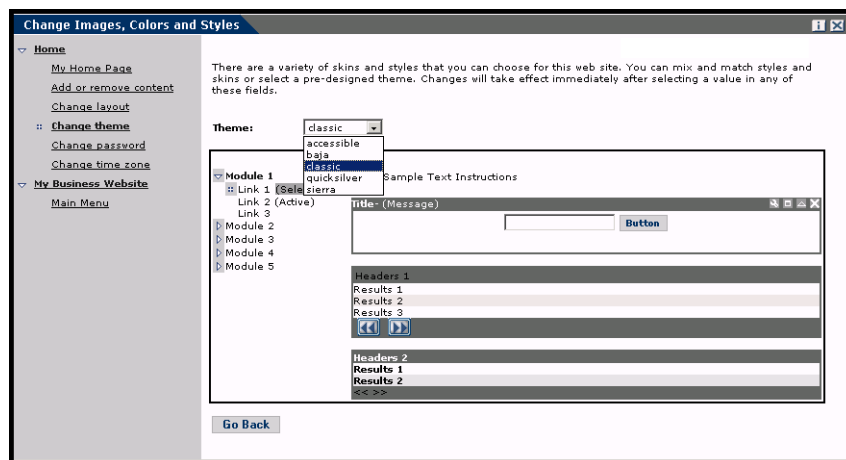 Change Images, Colors and Styles
Home
My Home Page
Add or remove content
Change layout
Change theme
Change password
Change time zone
My Business Website
Main Menu
There are a variety of skins and styles that you can choose for this web site. You can mix and match styles and
skins or select a pre-designed theme. Changes will take effect immediately after selecting a value in any of
these fields.
Theme: classic
accessible
baja
classic
quicksilver
sierra
Module 1
Link 1 (Sele
Link 2 (Active)
Link 3
Module 2
Module 3
Module 4
Module 5
Sample Text Instructions
Title- (Message)
Button
Headers 1
Results 1
Results 2
Results 3
Headers 2
Results 1
Results 2
<< >>
Go Back